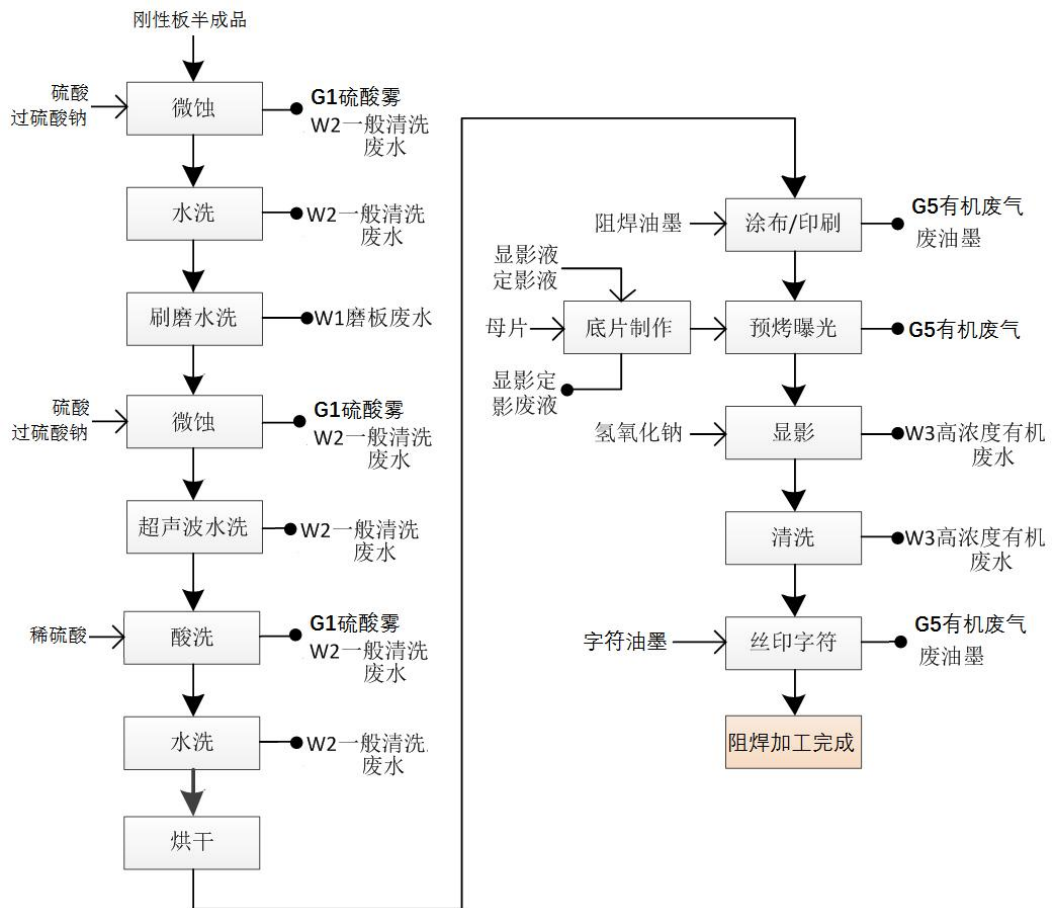 刚性板半成品
硫酸
过硫酸钠
微蚀
G1硫酸雾
W2一般清洗
废水
水洗
W2一般清洗
废水
刷磨水洗
W1磨板废水
硫酸
过硫酸钠
微蚀
G1硫酸雾
W2一般清洗
废水
超声波水洗
W2一般清洗
废水
稀硫酸
酸洗
G1硫酸雾
W2一般清洗
废水
水洗
W2一般清洗
废水
烘干
阻焊油墨
涂布/印刷
G5有机废气
废油墨
显影液
定影液
母片
底片制作
显影定
影废液
预烤曝光
G5有机废气
氢氧化钠
显影
W3高浓度有机
废水
清洗
W3高浓度有机
废水
字符油墨
丝印字符
G5有机废气
废油墨
阻焊加工完成